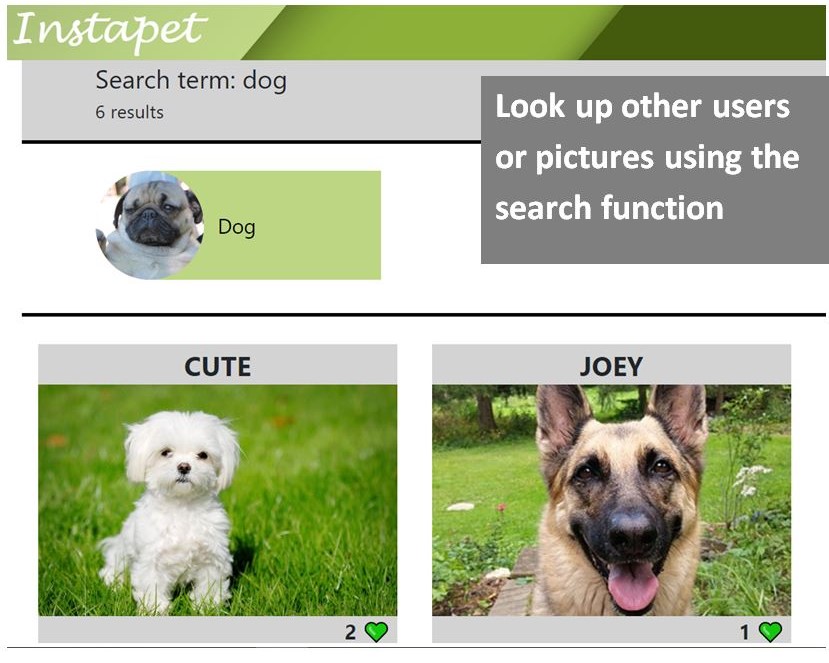 Instapet
Search term: dog
6 results
Look up other users
or pictures using the
search function
Dog
CUTE
JOEY
2
1